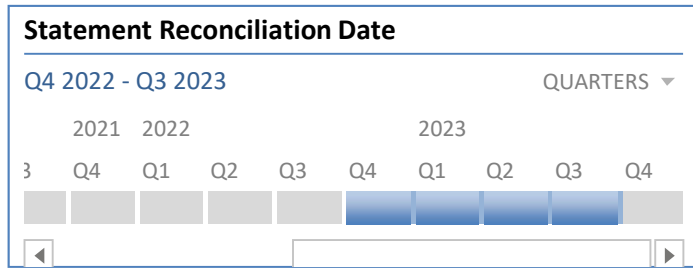 Statement Reconciliation Date
Q4 2022 - Q3 2023 QUARTERS
2021 2022 2023
Q4 Q1 Q2 Q3 Q4 Q1 Q2 Q3 Q4